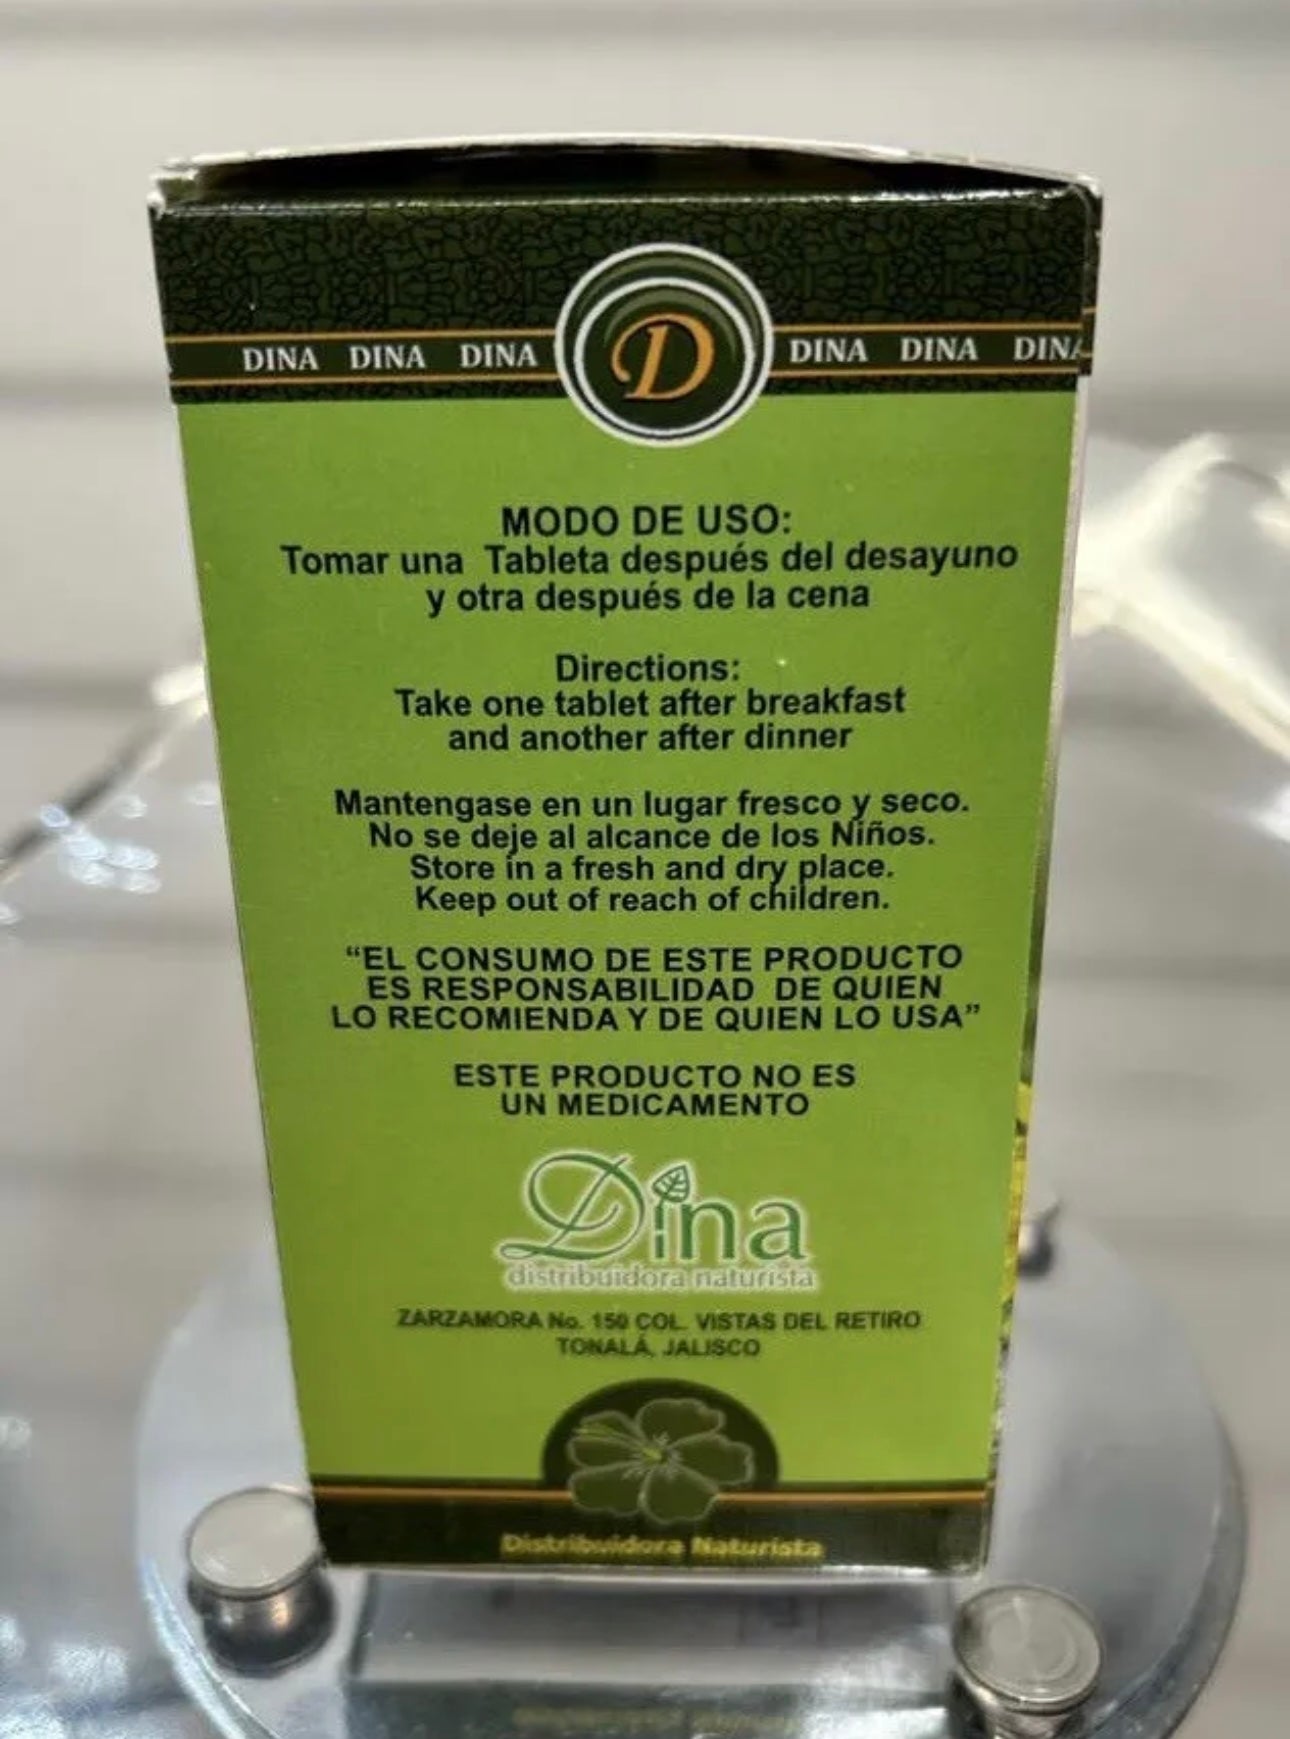 DINA DINA DINA D DINA DINA DINA
MODO DE USO:
Tomar una Tableta después del desayuno
y otra después de la cena
Directions:
Take one tablet after breakfast
and another after dinner
Mantengase en un lugar fresco y seco.
No se deje al alcance de los Niños.
Store in a fresh and dry place.
Keep out of reach of children.
“EL CONSUMO DE ESTE PRODUCTO
ES RESPONSABILIDAD DE QUIEN
LO RECOMIENDA Y DE QUIEN LO USA”
ESTE PRODUCTO NO ES
UN MEDICAMENTO
Dina
distribuidora naturista
ZARZAMORA No. 150 COL. VISTAS DEL RETIRO
TONALÁ, JALISCO
Distribuidora Naturista